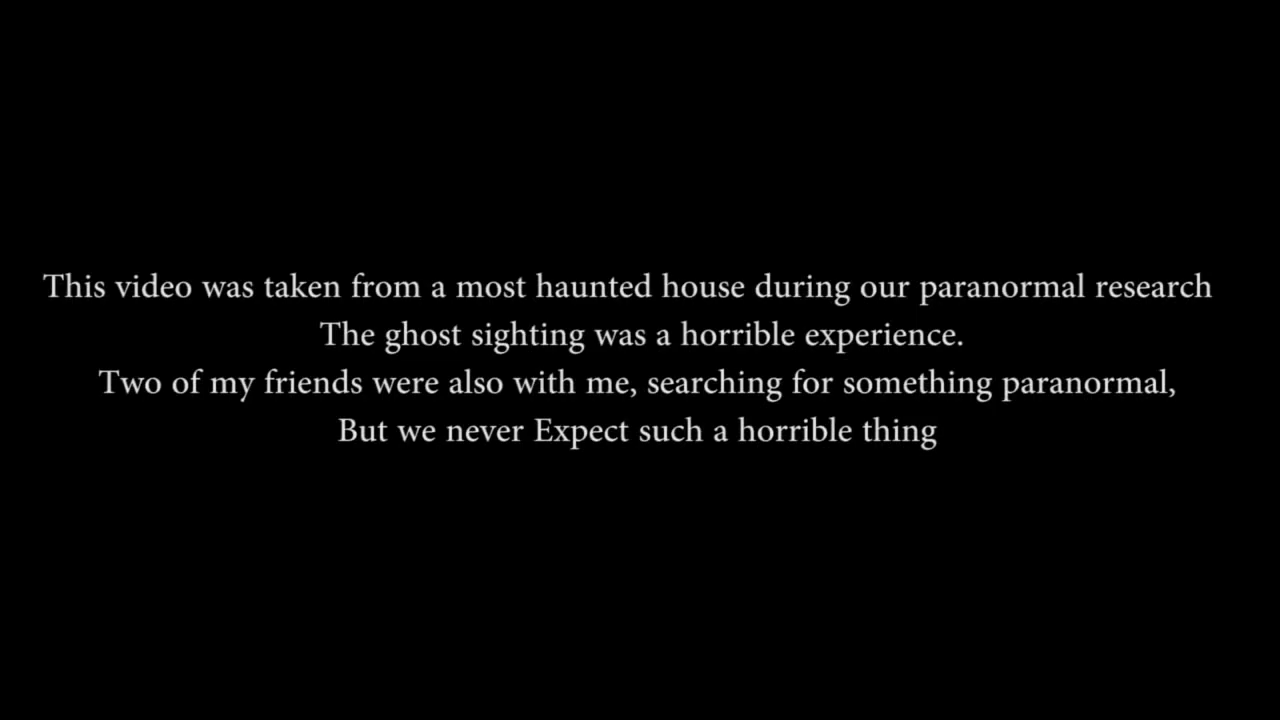 This video was taken from a most haunted house during our paranormal research
The ghost sighting was a horrible experience.
Two of my friends were also with me, searching for something paranormal,
But we never Expect such a horrible thing